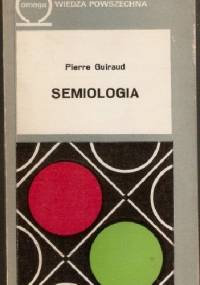 omega
WIEDZA POWSZECHNA
Pierre Guiraud
SEMIOLOGIA